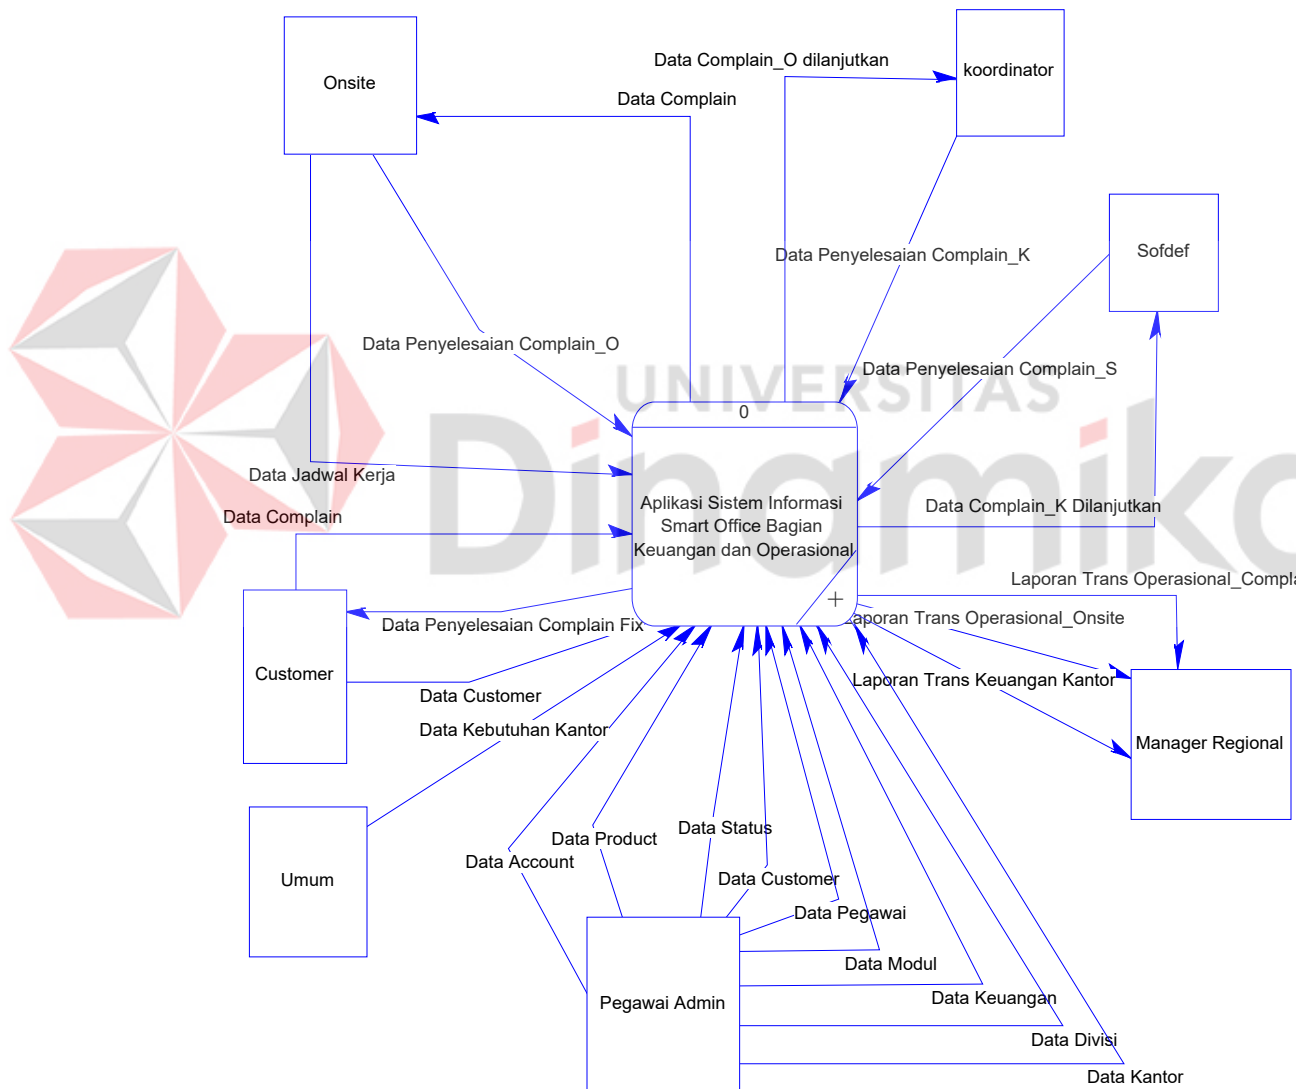 Data Complain_O dilanjutkan
koordinator
Onsite
Data Complain
Data Penyelesaian Complain_K
Sofdef
Data Penyelesaian Complain_O
Data Penyelesaian Complain_S
UNIVERSITAS
Dinamika
0
Data Jadwal Kerja
Aplikasi Sistem Informasi
Smart Office Bagian
Keuangan dan Operasional
Data Complain_K Dilanjutkan
Data Complain
Laporan Trans Operasional_Compla
Laporan Trans Operasional_Onsite
Data Penyelesaian Complain Fix
Customer
Laporan Trans Keuangan Kantor
Data Customer
Data Kebutuhan Kantor
Manager Regional
Data Status
Data Product
Data Account
Umum
Data Customer
Data Pegawai
Data Modul
Data Keuangan
Pegawai Admin
Data Divisi
Data Kantor